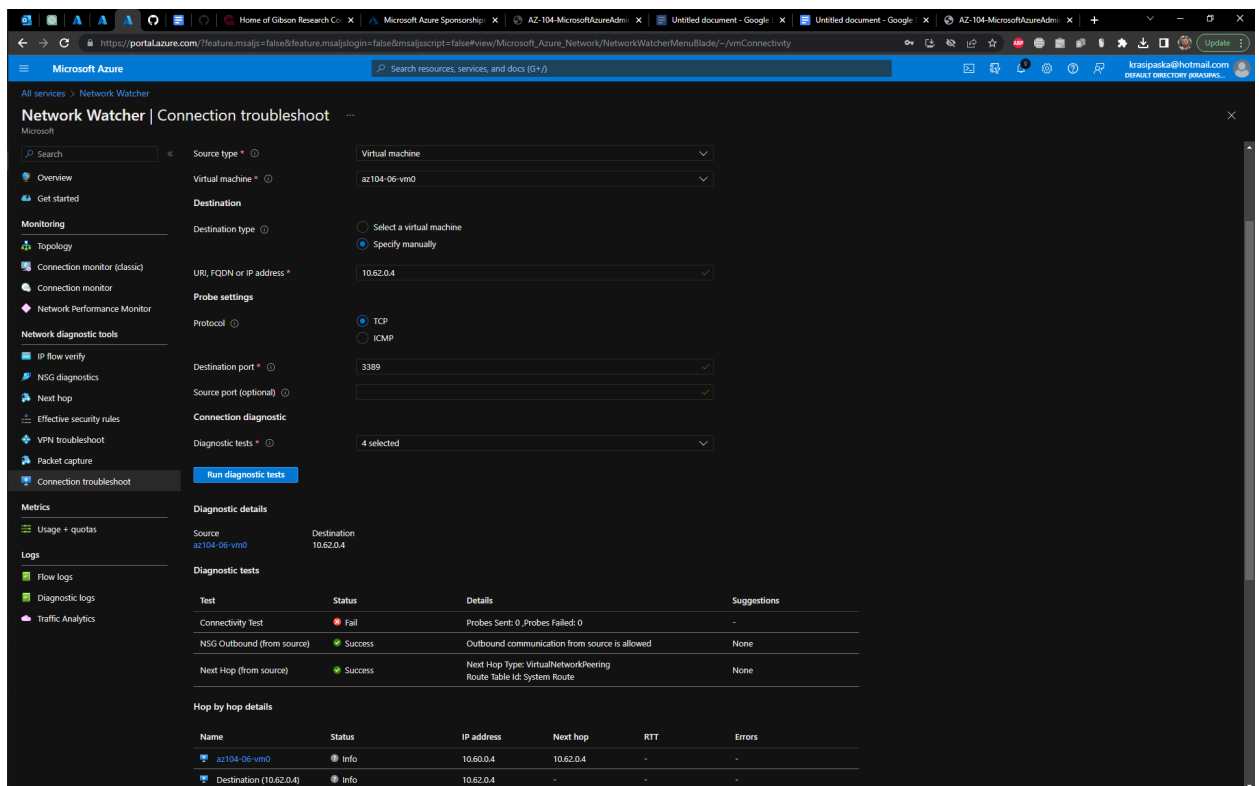 Home of Gibson Research Cor
Microsoft Azure Sponsorships
AZ-104-MicrosoftAzureAdmin
Untitled document - Google
Untitled document - Google
AZ-104-MicrosoftAzureAdmin
https://portal.azure.com/?feature.msaljs=false&feature.msaljslogin=false&msaljsscript=false#view/Microsoft_Azure_Network/NetworkWatcherMenuBlade/~/vmConnectivity
Update
Microsoft Azure
Search resources, services, and docs (G+/)
9
krasipaska@hotmail.com
DEFAULT DIRECTORY (KRASIPAS...
All services > Network Watcher
Network Watcher | Connection troubleshoot ...
Microsoft
Search
Overview
Get started
Monitoring
Topology
Connection monitor (classic)
Connection monitor
Network Performance Monitor
Network diagnostic tools
IP flow verify
NSG diagnostics
Next hop
Effective security rules
VPN troubleshoot
Packet capture
Connection troubleshoot
Metrics
Usage + quotas
Logs
Flow logs
Diagnostic logs
Traffic Analytics
Source type * Virtual machine
Virtual machine * az104-06-vm0
Destination
Destination type Select a virtual machine
Specify manually
URI, FQDN or IP address * 10.62.0.4
Probe settings
Protocol TCP
ICMP
Destination port * 3389
Source port (optional)
Connection diagnostic
Diagnostic tests * 4 selected
Run diagnostic tests
Diagnostic details
Source Destination
az104-06-vm0 10.62.0.4
Diagnostic tests
Test Status Details Suggestions
Connectivity Test Fail Probes Sent: 0 ,Probes Failed: 0 -
NSG Outbound (from source) Success Outbound communication from source is allowed None
Next Hop (from source) Success Next Hop Type: VirtualNetworkPeering None
Route Table Id: System Route
Hop by hop details
Name Status IP address Next hop RTT Errors
az104-06-vm0 Info 10.60.0.4 10.62.0.4 - -
Destination (10.62.0.4) Info 10.62.0.4 - - -